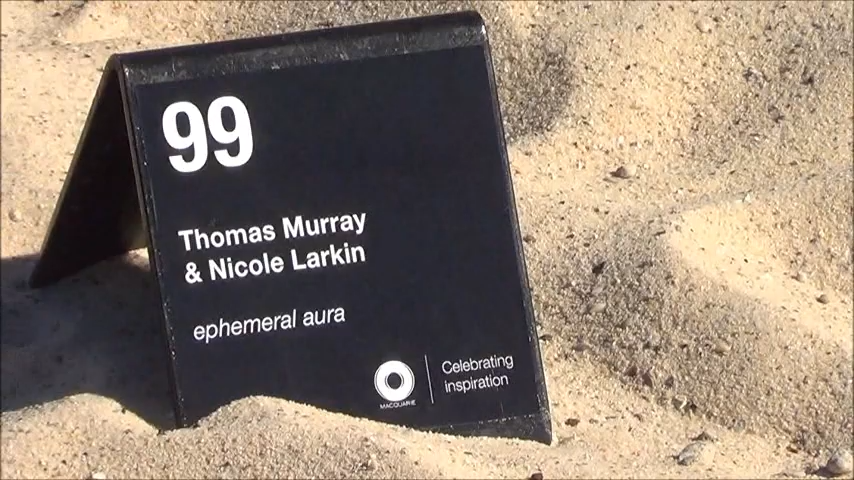 99
Thomas Murray
& Nicole Larkin
ephemeral aura
MACQUARIE
Celebrating
inspiration